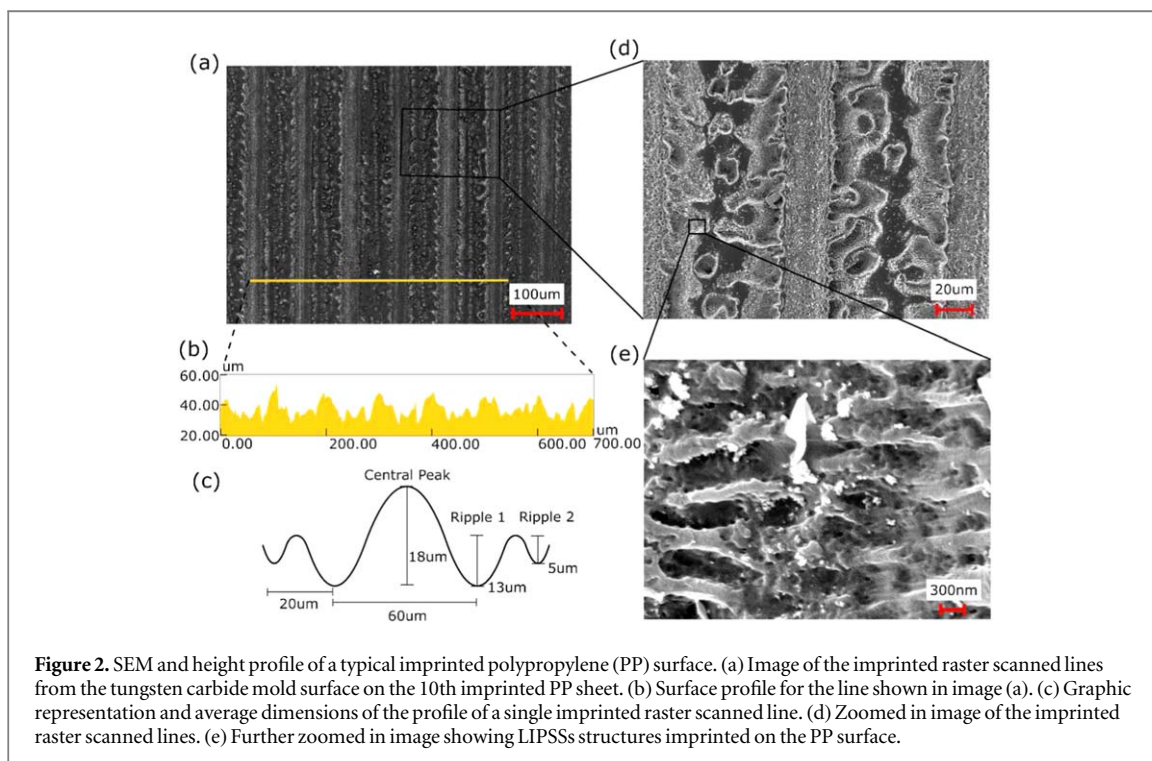 (a)
(d)
100um
20um
(b)
um
60.00
40.00
20.00
0.00 200.00 400.00 600.00 700.00
um
(e)
(c)
Central Peak
Ripple 1 Ripple 2
18um
13um
5um
20um
60um
300nm
Figure 2. SEM and height profile of a typical imprinted polypropylene (PP) surface. (a) Image of the imprinted raster scanned lines
from the tungsten carbide mold surface on the 10th imprinted PP sheet. (b) Surface profile for the line shown in image (a). (c) Graphic
representation and average dimensions of the profile of a single imprinted raster scanned line. (d) Zoomed in image of the imprinted
raster scanned lines. (e) Further zoomed in image showing LIPSSs structures imprinted on the PP surface.